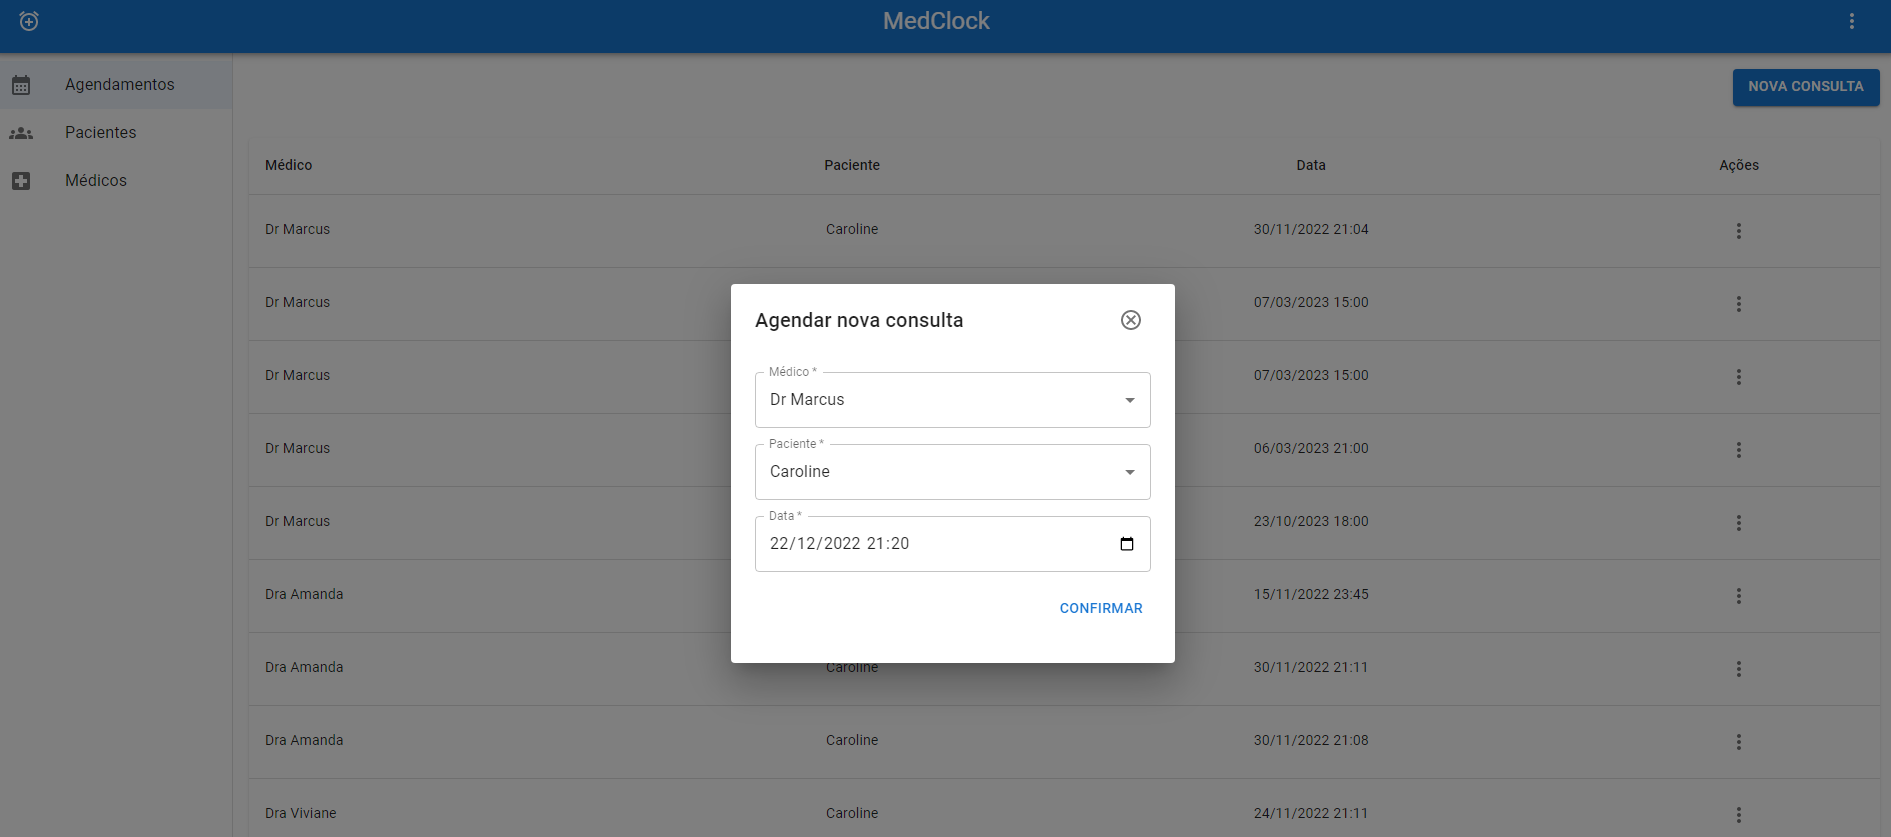 MedClock
Agendamentos
Pacientes
Médicos
NOVA CONSULTA
Médico Paciente Data Ações
Dr Marcus Caroline 30/11/2022 21:04
Dr Marcus 07/03/2023 15:00
Dr Marcus 07/03/2023 15:00
Dr Marcus 06/03/2023 21:00
Dr Marcus 23/10/2023 18:00
Dra Amanda 15/11/2022 23:45
Dra Amanda Caroline 30/11/2022 21:11
Dra Amanda Caroline 30/11/2022 21:08
Dra Viviane Caroline 24/11/2022 21:11
Agendar nova consulta
Médico *
Dr Marcus
Paciente *
Caroline
Data *
22/12/2022 21:20
CONFIRMAR